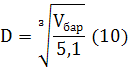 D = ∛(V_бар / 5,1) (10)